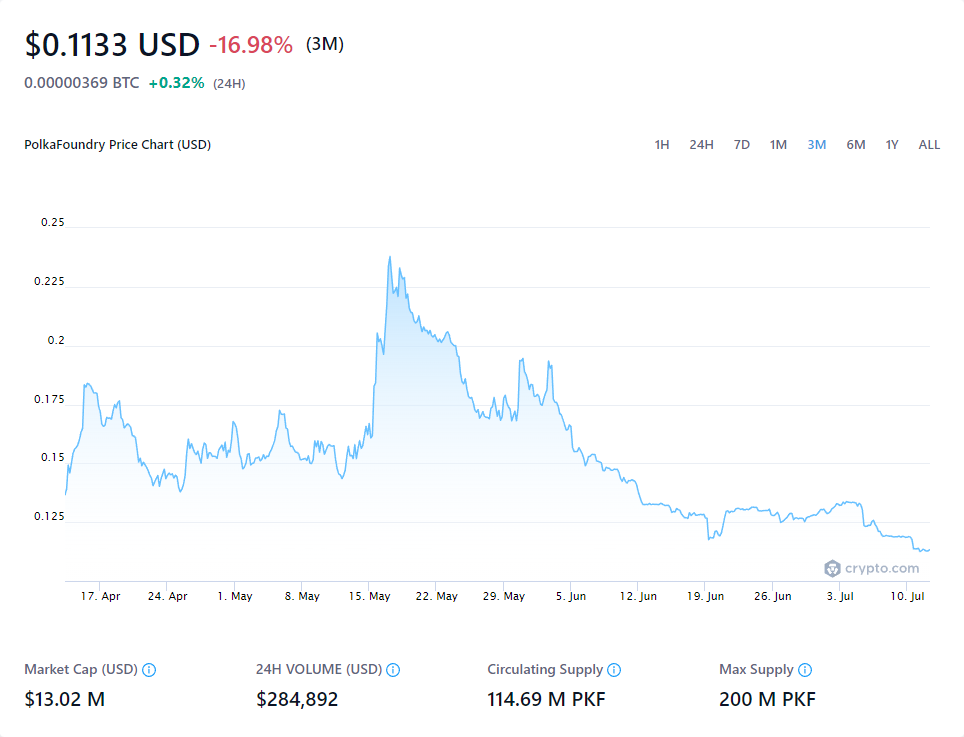 $0.1133 USD -16.98% (3M)
0.00000369 BTC +0.32% (24H)
PolkaFoundry Price Chart (USD) 1H 24H 7D 1M 3M 6M 1Y ALL
0.25
0.225
0.2
0.175
0.15
0.125
crypto.com
17. Apr 24. Apr 1. May 8. May 15. May 22. May 29. May 5. Jun 12. Jun 19. Jun 26. Jun 3. Jul 10. Jul
Market Cap (USD) 24H VOLUME (USD) Circulating Supply Max Supply
$13.02 M $284,892 114.69 M PKF 200 M PKF